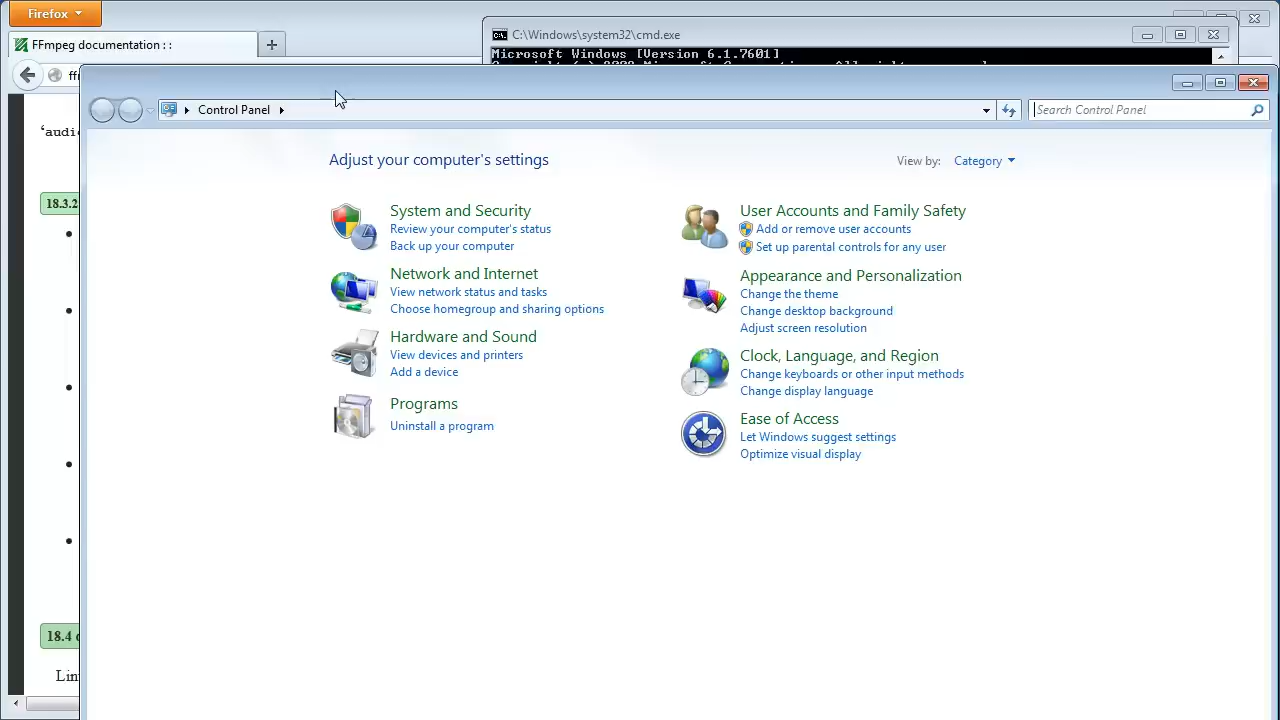 Firefox
FFmpeg documentation : :
C:\Windows\system32\cmd.exe
Microsoft Windows [Version 6.1.7601]
ff
Control Panel
Search Control Panel
'audi
Adjust your computer's settings
View by: Category
18.3.2
System and Security
Review your computer's status
Back up your computer
Network and Internet
View network status and tasks
Choose homegroup and sharing options
Hardware and Sound
View devices and printers
Add a device
Programs
Uninstall a program
User Accounts and Family Safety
Add or remove user accounts
Set up parental controls for any user
Appearance and Personalization
Change the theme
Change desktop background
Adjust screen resolution
Clock, Language, and Region
Change keyboards or other input methods
Change display language
Ease of Access
Let Windows suggest settings
Optimize visual display
18.4 d
Lin